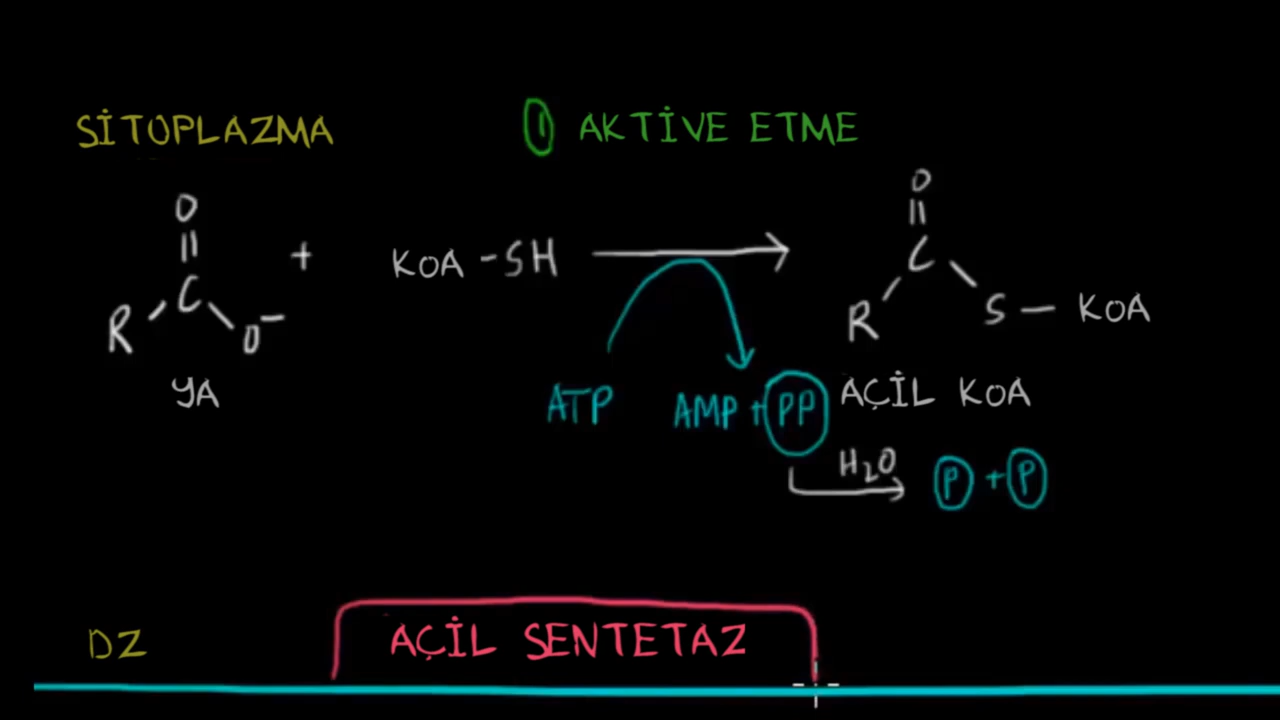 SİTOPLAZMA
1 AKTİVE ETME
O
O
C
+
KOA -SH
C
R
O-
R
S — KOA
YA
ATP
AMP + PP
AÇİL KOA
H2O
P + P
DZ
AÇİL SENTETAZ